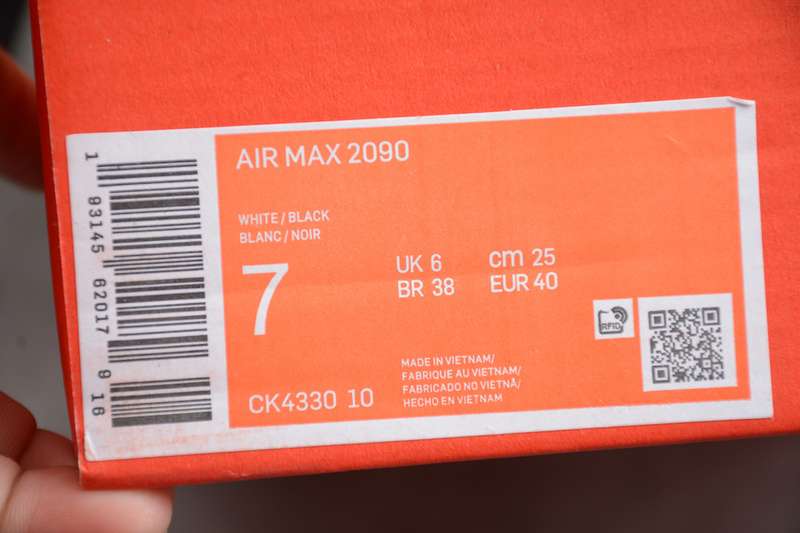 AIR MAX 2090
WHITE / BLACK
BLANC / NOIR
7
UK 6
cm 25
BR 38
EUR 40
MADE IN VIETNAM/
FABRIQUE AU VIETNAM/
FABRICADO NO VIETNÃ/
HECHO EN VIETNAM
CK4330 10
RFID
1 93145 62017 9 16